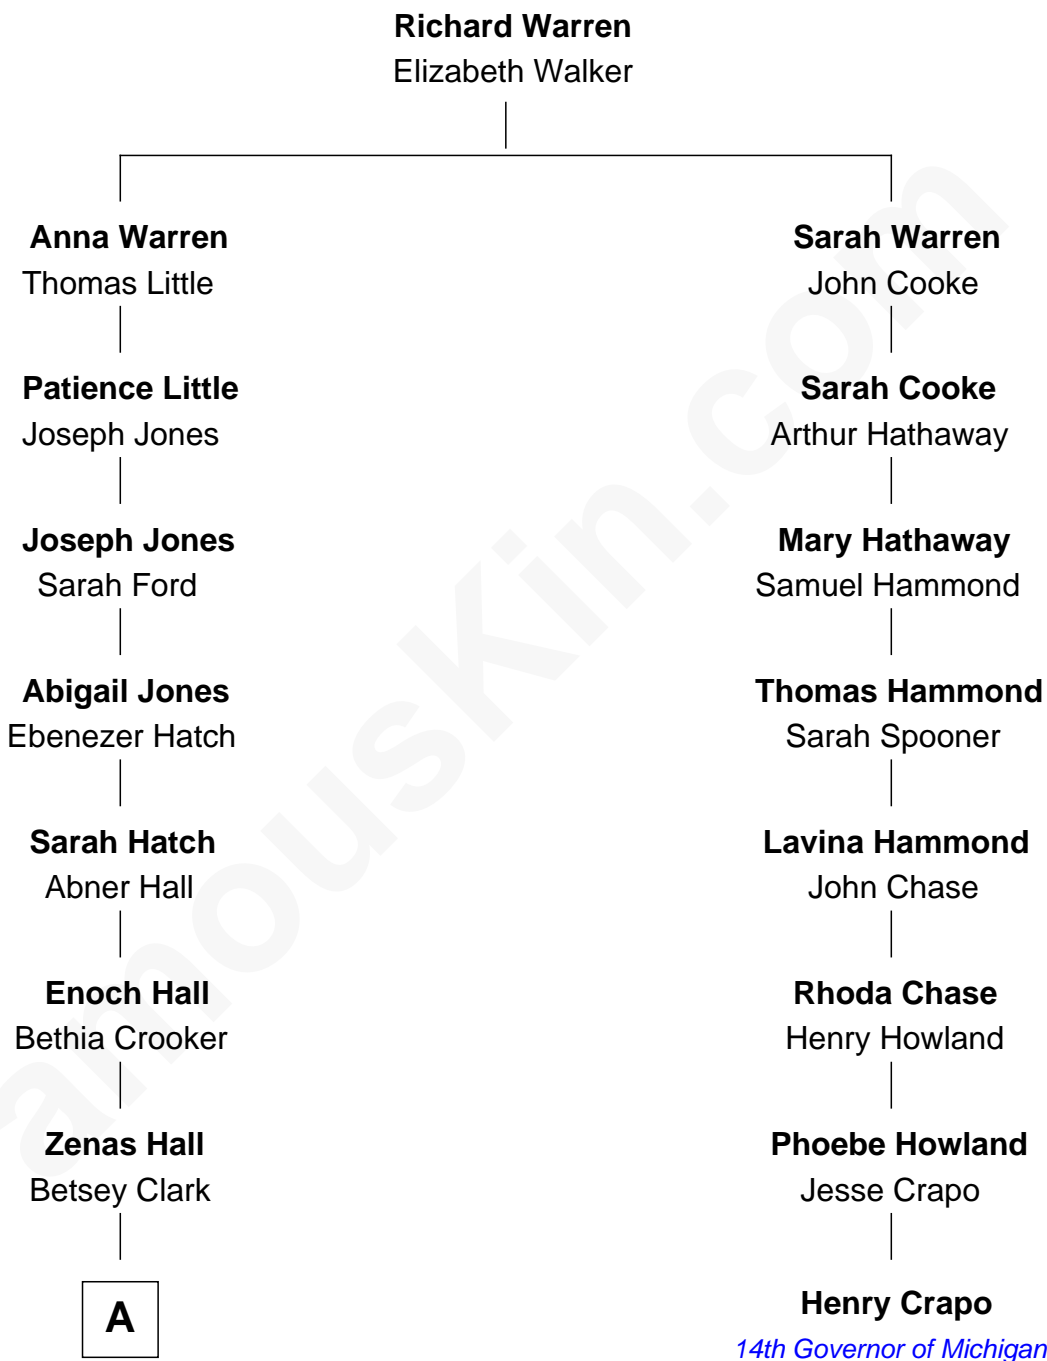 Richard Warren
Elizabeth Walker
Anna Warren
Thomas Little
Patience Little
Joseph Jones
Joseph Jones
Sarah Ford
Abigail Jones
Ebenezer Hatch
Sarah Hatch
Abner Hall
Enoch Hall
Bethia Crooker
Zenas Hall
Betsey Clark
A
Sarah Warren
John Cooke
Sarah Cooke
Arthur Hathaway
Mary Hathaway
Samuel Hammond
Thomas Hammond
Sarah Spooner
Lavina Hammond
John Chase
Rhoda Chase
Henry Howland
Phoebe Howland
Jesse Crapo
Henry Crapo
14th Governor of Michigan
amouskin.com